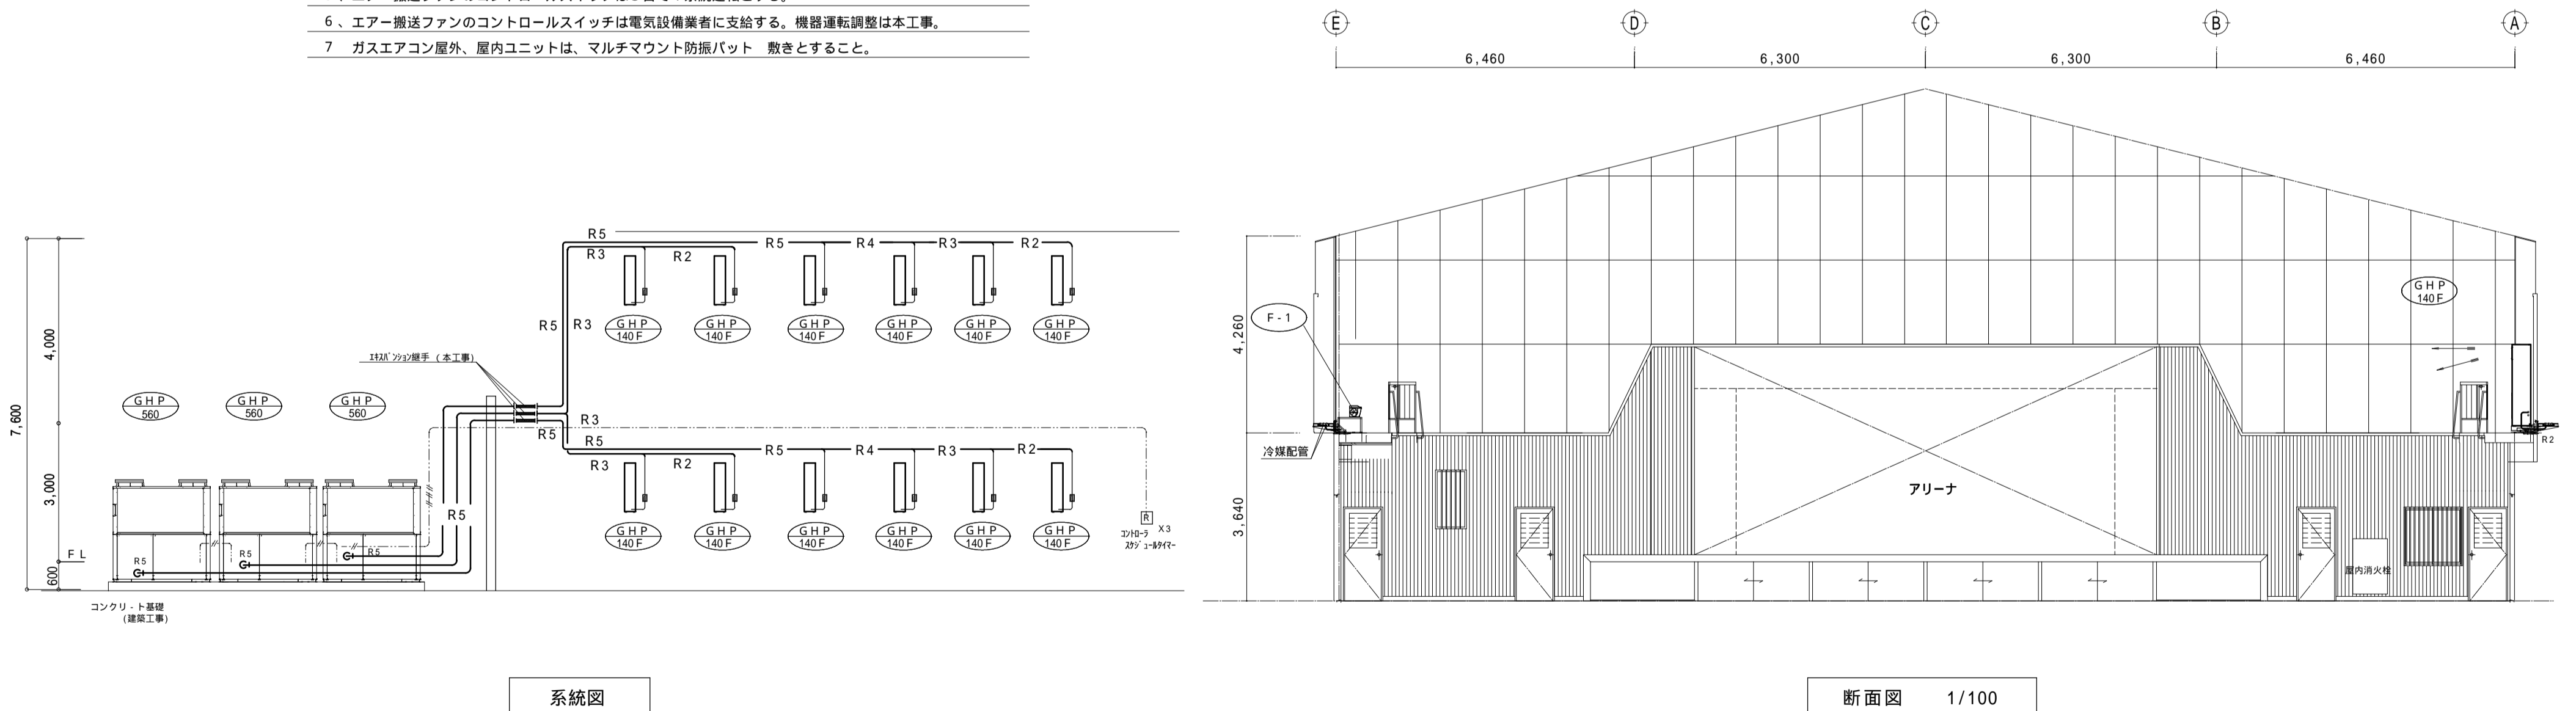 6 、エアー搬送ファンのコントロールスイッチは電気設備業者に支給する。機器運転調整は本工事。
7 ガスエアコン屋外、屋内ユニットは、マルチマウント防振パット 敷きとすること。
E D C B A
6,460 6,300 6,300 6,460
R5
R5 R4 R3 R2
R3 R2
GHP 140F
GHP 140F
GHP 140F
GHP 140F
GHP 140F
GHP 140F
R5 R3
ｴｷｽﾊﾟﾝｼｮﾝ継手 (本工事)
7,600
4,000
3,000
600
FL
GHP 560
GHP 560
GHP 560
R3
R5
R5
R5 R4 R3 R2
R3 R2
GHP 140F
GHP 140F
GHP 140F
GHP 140F
GHP 140F
GHP 140F
R5
R5
R5
R5
R
X3
ｺﾝﾄﾛｰﾗ
ｽｹｼﾞｭｰﾙﾀｲﾏｰ
コンクリ-ト基礎
(建築工事)
系統図
4,260
3,640
F-1
冷媒配管
GHP 140F
R2
アリーナ
屋内消火栓
断面図 1/100